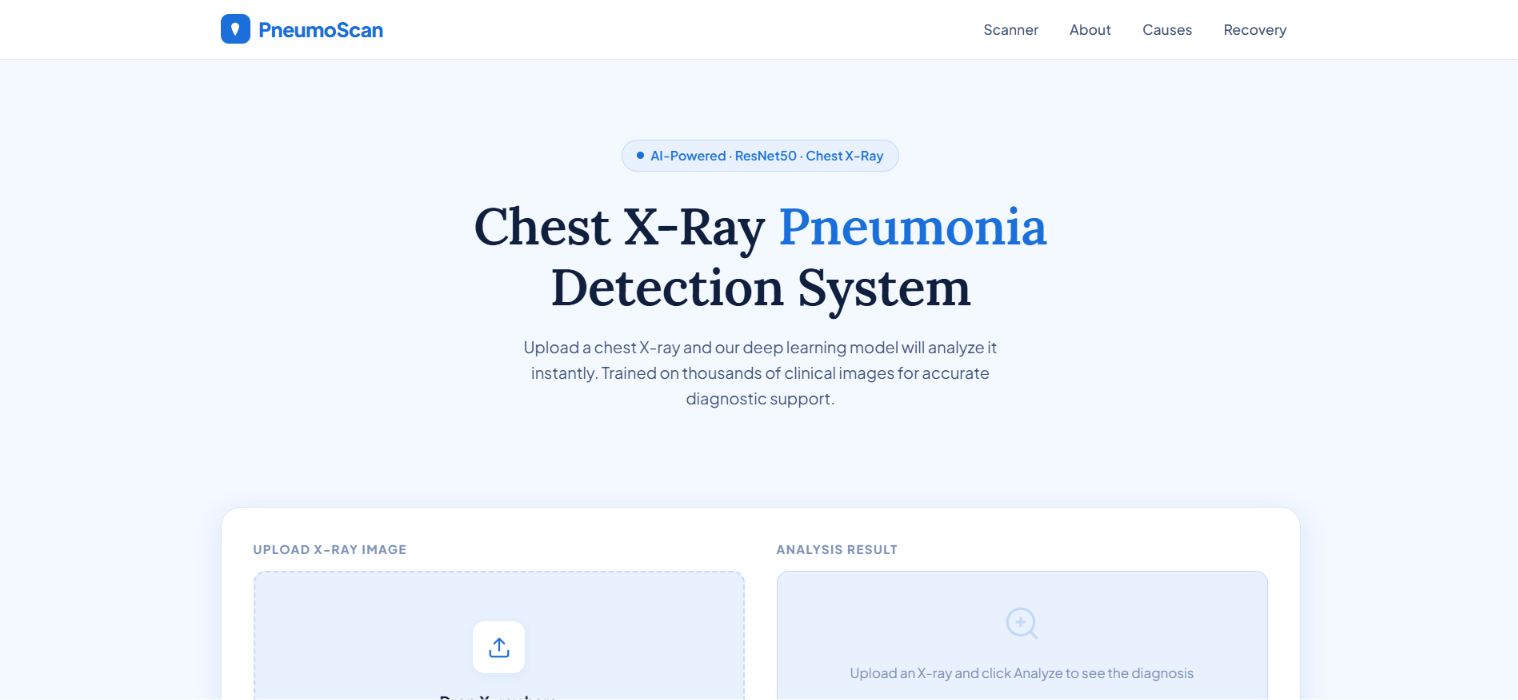 PneumoScan
Scanner About Causes Recovery
AI-Powered · ResNet50 · Chest X-Ray
Chest X-Ray Pneumonia
Detection System
Upload a chest X-ray and our deep learning model will analyze it
instantly. Trained on thousands of clinical images for accurate
diagnostic support.
UPLOAD X-RAY IMAGE
ANALYSIS RESULT
Upload an X-ray and click Analyze to see the diagnosis